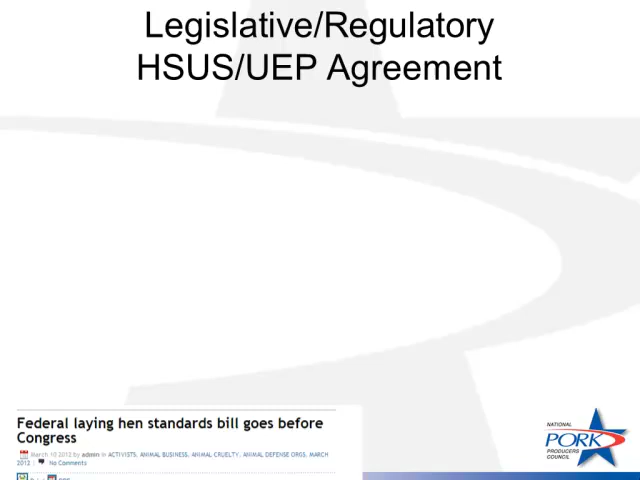 Legislative/Regulatory
HSUS/UEP Agreement
Federal laying hen standards bill goes before
Congress
March 10 2012 by admin in ACTIVISTS, ANIMAL BUSINESS, ANIMAL CRUELTY, ANIMAL DEFENSE ORGS, MARCH
2012 | No Comments
NATIONAL
PORK
PRODUCERS
COUNCIL